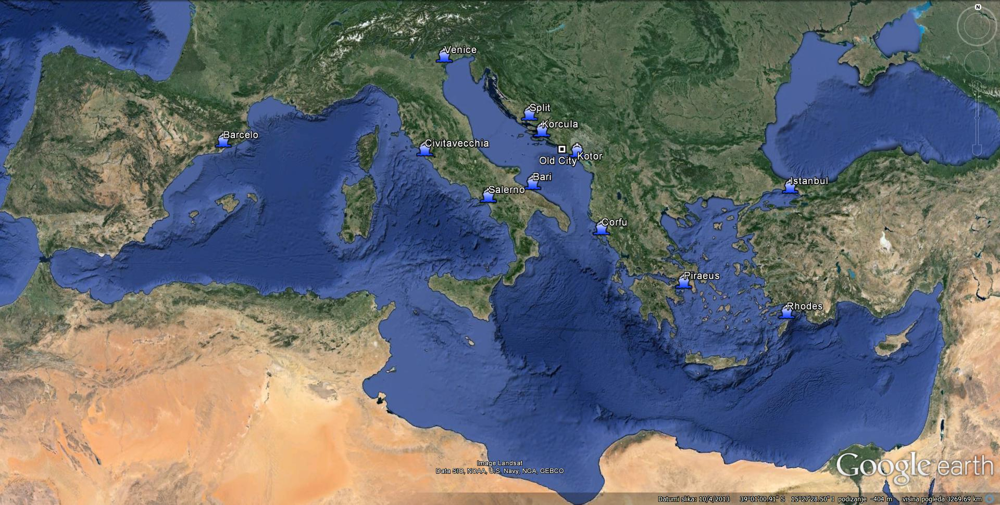 N
Venice
Split
Korcula
Barcelo
Civitavecchia
Old City
Kotor
Bari
Istanbul
Salerno
Corfu
Piraeus
Rhodes
Image Landsat
Data SIO, NOAA, U.S. Navy, NGA, GEBCO
Google earth
Datumi slika: 10/4/2013 39°01'00.91" S 15°27'28.50" I podizanje -404 m visina pogleda 3269.69 km